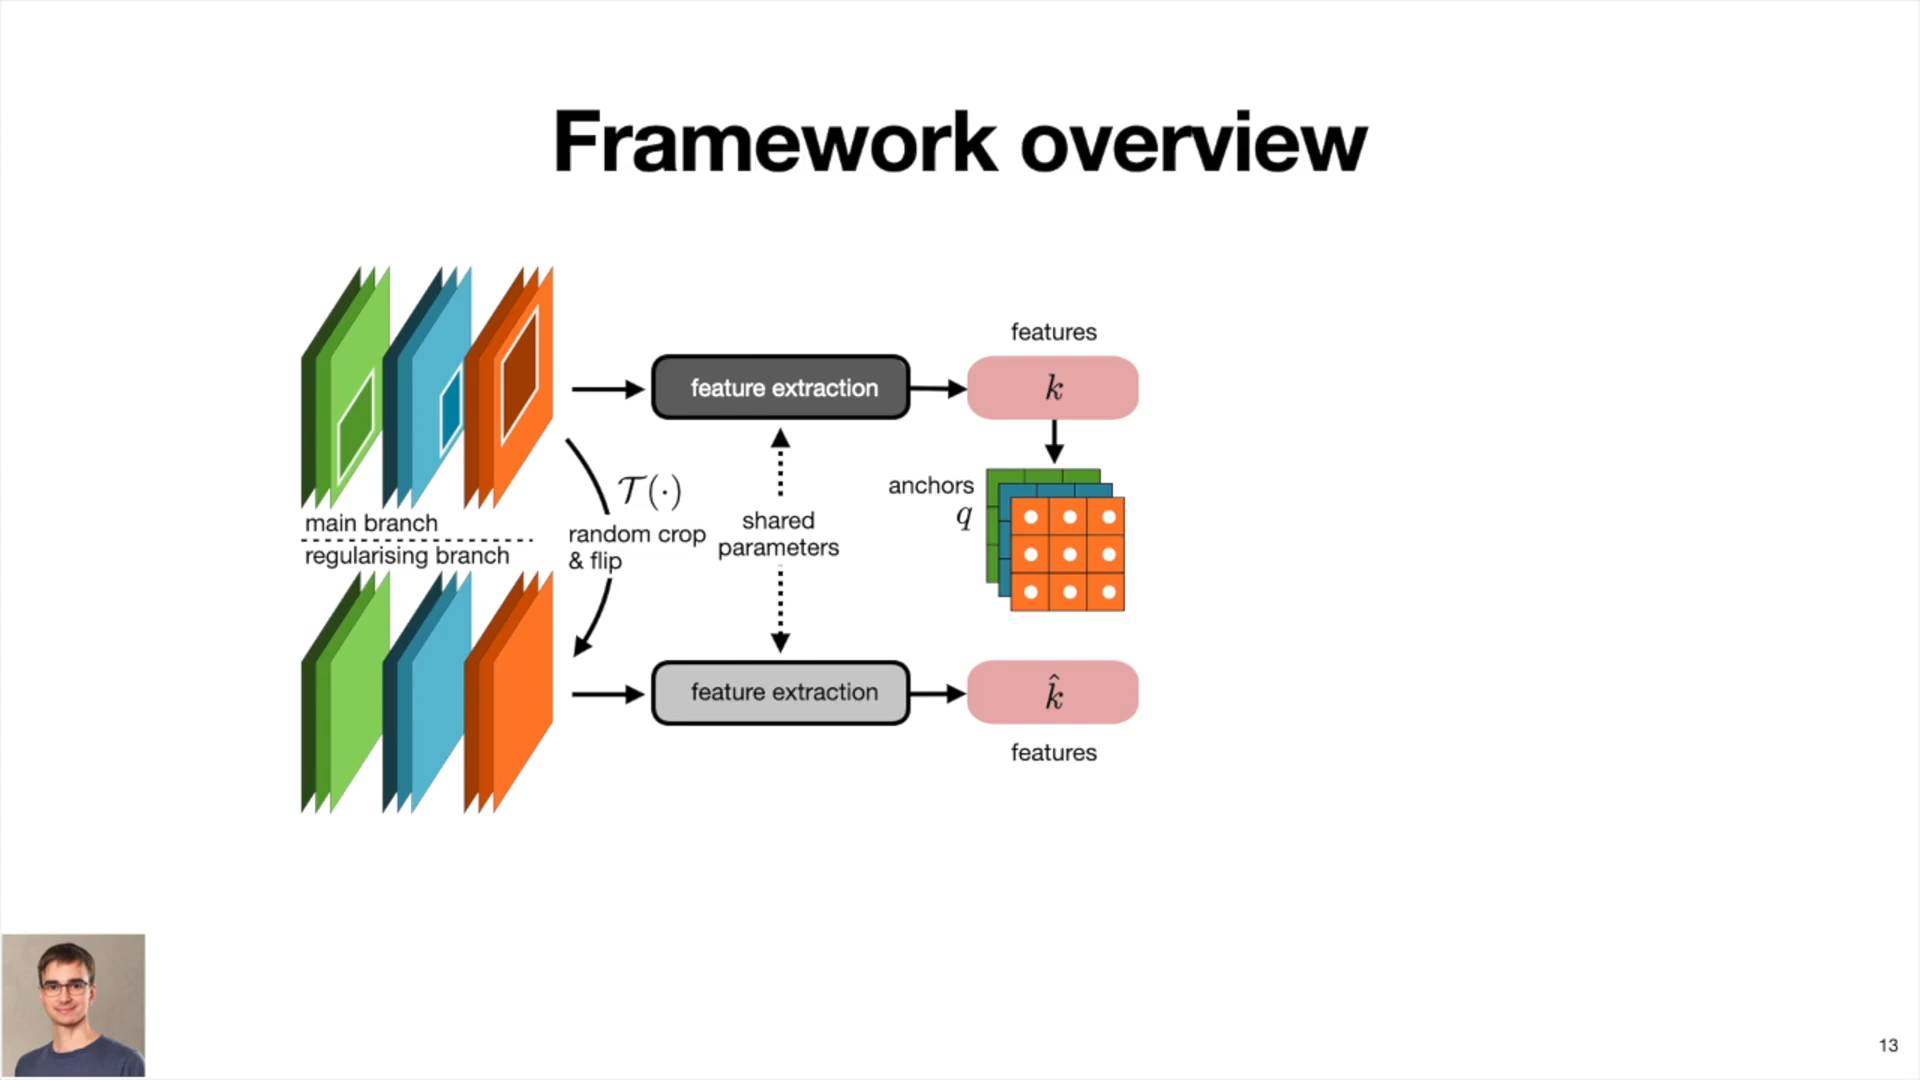 Framework overview
features
feature extraction
k
anchors
q
𝒯(·)
random crop
& flip
shared
parameters
main branch
regularising branch
feature extraction
k̂
features
13